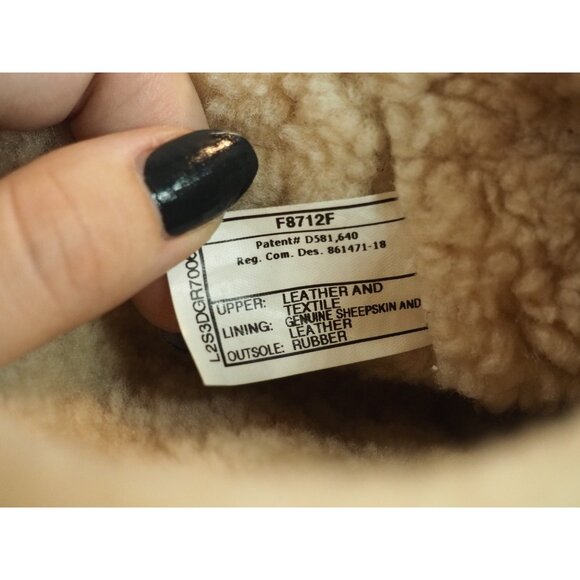 F8712F
Patent# D581,640
Reg. Com. Des. 861471-18
UPPER: LEATHER AND
TEXTILE
LINING: GENUINE SHEEPSKIN AND
LEATHER
OUTSOLE: RUBBER